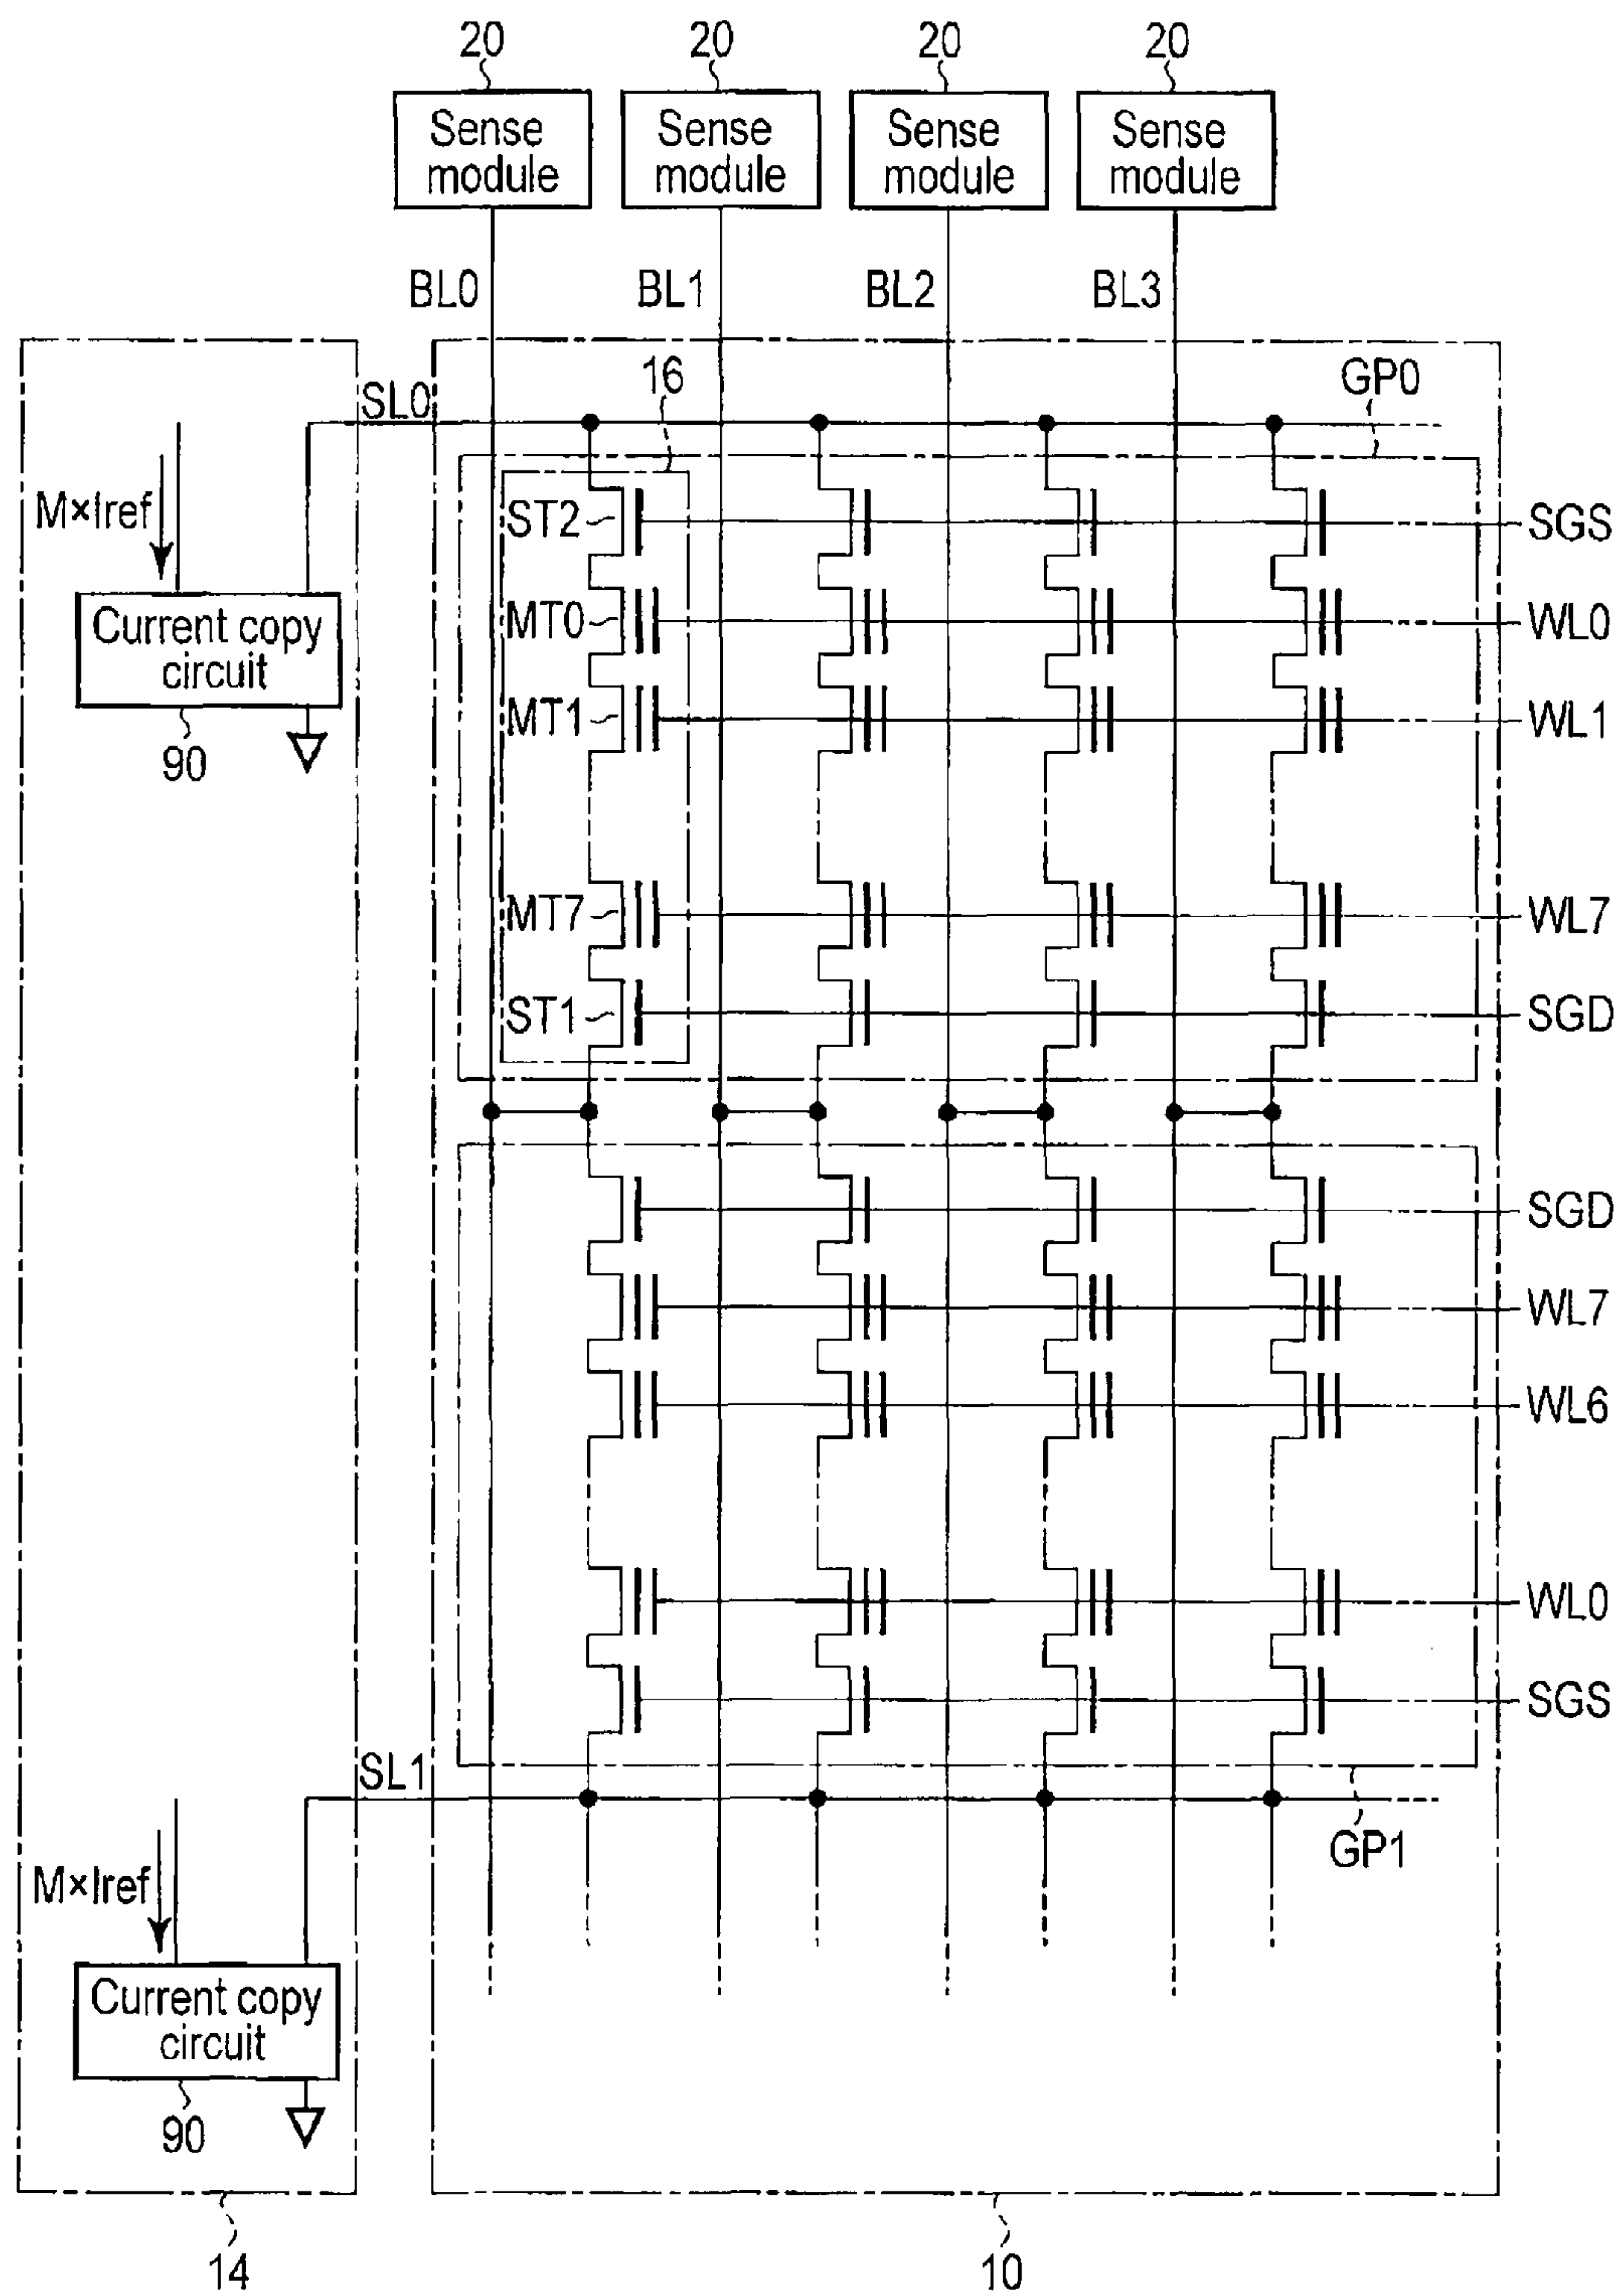 20 20 20 20
Sense module Sense module Sense module Sense module
BL0 BL1 BL2 BL3
16 GP0
SL0
M×Iref
ST2 SGS
Current copy circuit
MT0 WL0
MT1 WL1
90
MT7 WL7
ST1 SGD
SGD
WL7
WL6
WL0
SGS
SL1
GP1
M×Iref
Current copy circuit
90
14 10